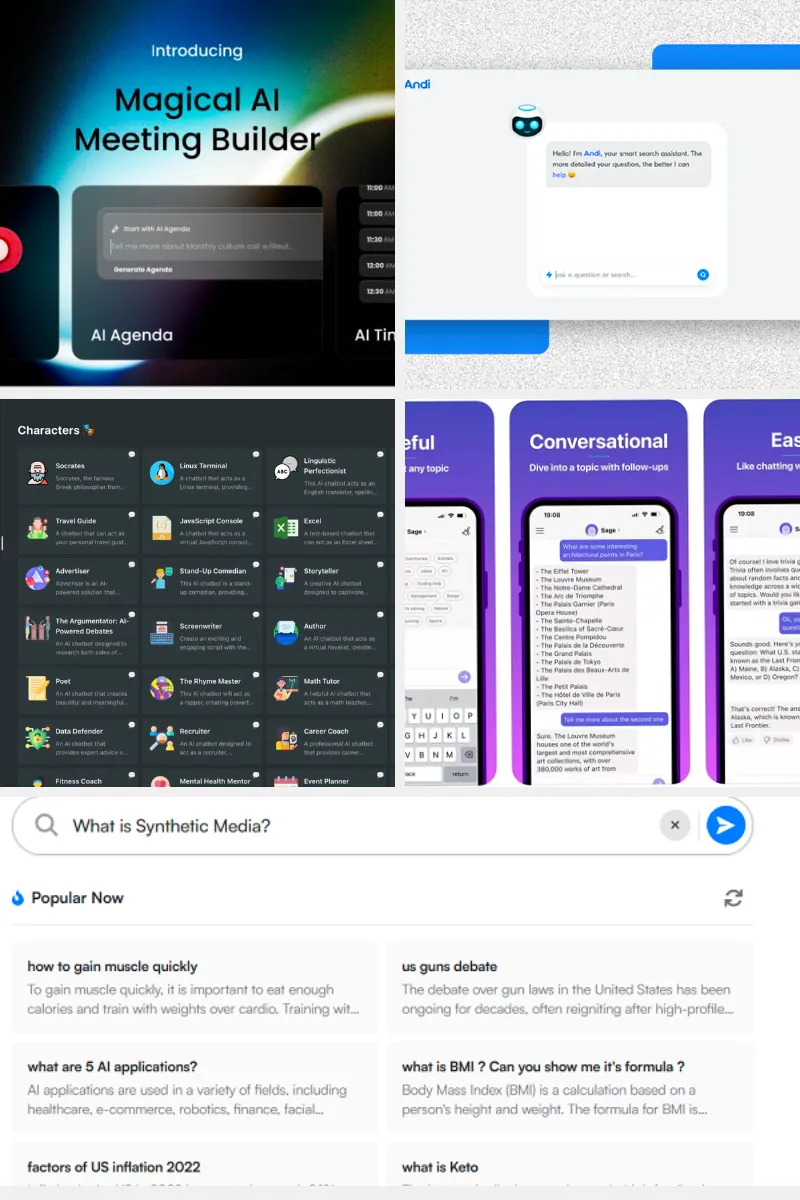 Introducing
Magical AI
Meeting Builder
Start with AI Agenda
Tell me more about Monthly culture call w/Reut...
Generate Agenda
AI Agenda
11:00 AM
11:00 AM
11:30 AM
12:00 AM
12:30 AM
AI Tim
Andi
Hello! I'm Andi, your smart search assistant. The
more detailed your question, the better I can
help 😄
Ask a question or search...
Characters
Socrates
Socrates, the famous
Greek philosopher from...
Linux Terminal
A chatbot that acts as a
Linux terminal, providing...
ABC
Linguistic
Perfectionist
This AI chatbot acts as an
English translator, spellin...
Travel Guide
A chatbot that can act as
your personal travel guid...
JavaScript Console
A chatbot that acts as a
virtual JavaScript consol...
Excel
A text-based chatbot that
can act as an Excel sheet...
Advertiser
Advertiser is an AI-
powered solution that...
Stand-Up Comedian
This AI chatbot is a stand-
up comedian, providing...
Storyteller
A creative AI chatbot
designed to captivate...
The Argumentator: AI-
Powered Debates
An AI chatbot designed to
research both sides of...
Screenwriter
Create an exciting and
engaging script with the...
Author
An AI chatbot that acts as
a virtual novelist, creatin...
Poet
An AI chatbot that creates
beautiful and meaningful...
The Rhyme Master
This AI chatbot will act as
a rapper, creating powerf...
Math Tutor
A helpful AI chatbot that
acts as a math teacher,...
Data Defender
An AI chatbot that
provides expert advice o...
Recruiter
An AI chatbot designed to
act as a recruiter,...
Career Coach
A professional AI chatbot
that provides career...
Fitness Coach
Mental Health Mentor
Event Planner
eful
t any topic
Sage
Summaries
Animals
Jokes
Art
Coding Help
Management
Songs
Nature
Sports
he
I'm
Y U I O P
G H J K L
V B N M
space
return
Conversational
Dive into a topic with follow-ups
19:08
Sage
What are some interesting
architectural points in Paris?
- The Eiffel Tower
- The Louvre Museum
- The Notre-Dame Cathedral
- The Arc de Triomphe
- The Palais Garnier (Paris
Opera House)
- The Sainte-Chapelle
- The Basilica of Sacré-Cœur
- The Centre Pompidou
- The Palais de la Découverte
- The Grand Palais
- The Palais de Tokyo
- The Palais des Beaux-Arts de
Lille
- The Petit Palais
- The Hôtel de Ville de Paris
(Paris City Hall)
Tell me more about the second one
Sure. The Louvre Museum
houses one of the world's
largest and most comprehensive
art collections, with over
380,000 works of art from
Eas
Like chatting w
19:08
Of course! I love trivia g
Trivia often involves que
about random facts and
knowledge across a wid
of topics. Would you lik
started with a trivia gam
Ok, yo
questi
Sounds good. Here's yo
question: What U.S. sta
known as the Last Front
A) Maine, B) Alaska, C)
Mexico, or D) Oregon?
That's correct! The ans
Alaska, which is known
Last Frontier.
Like
Dislike
What is Synthetic Media?
Popular Now
how to gain muscle quickly
To gain muscle quickly, it is important to eat enough
calories and train with weights over cardio. Training wit...
us guns debate
The debate over gun laws in the United States has been
ongoing for decades, often reigniting after high-profile...
what are 5 AI applications?
AI applications are used in a variety of fields, including
healthcare, e-commerce, robotics, finance, facial...
what is BMI ? Can you show me it's formula ?
Body Mass Index (BMI) is a calculation based on a
person's height and weight. The formula for BMI is...
factors of US inflation 2022
what is Keto